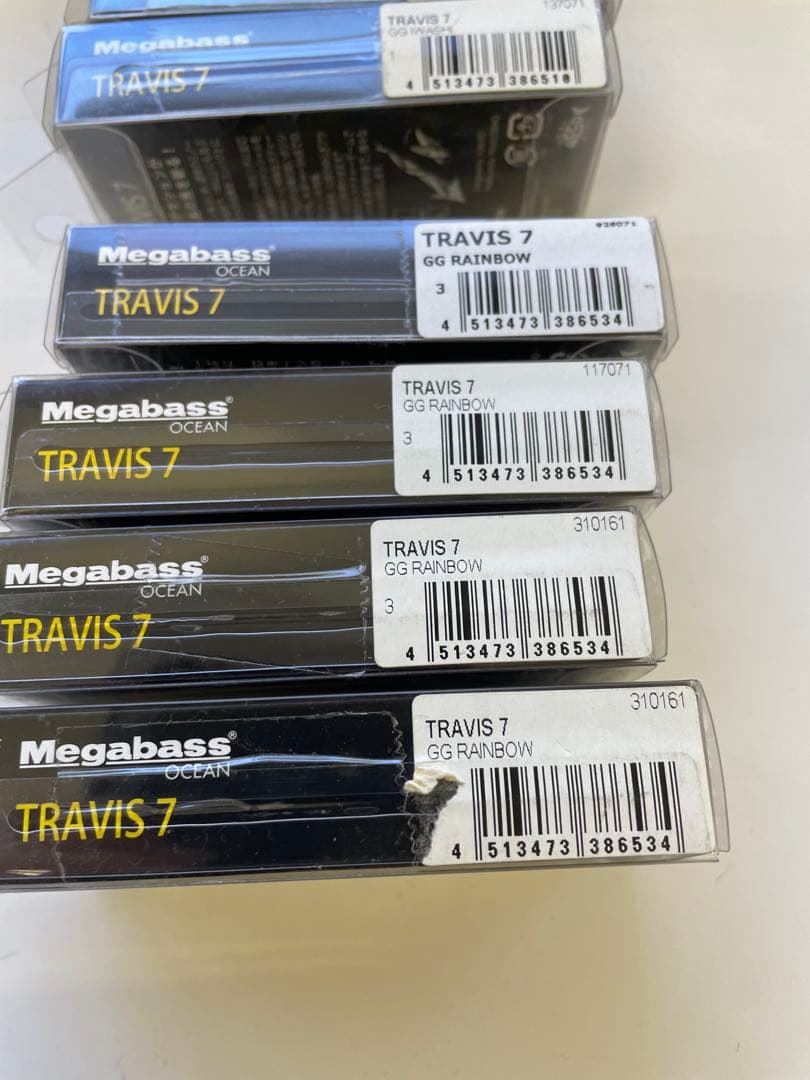 137071
TRAVIS 7
GG IWASHI
1
4 513473 386510
Megabass
TRAVIS 7
928071
TRAVIS 7
GG RAINBOW
3
4 513473 386534
Megabass®
OCEAN
TRAVIS 7
117071
TRAVIS 7
GG RAINBOW
3
4 513473 386534
Megabass®
OCEAN
TRAVIS 7
310161
TRAVIS 7
GG RAINBOW
3
4 513473 386534
Megabass®
OCEAN
TRAVIS 7
310161
TRAVIS 7
GG RAINBOW
4 513473 386534
Megabass®
OCEAN
TRAVIS 7